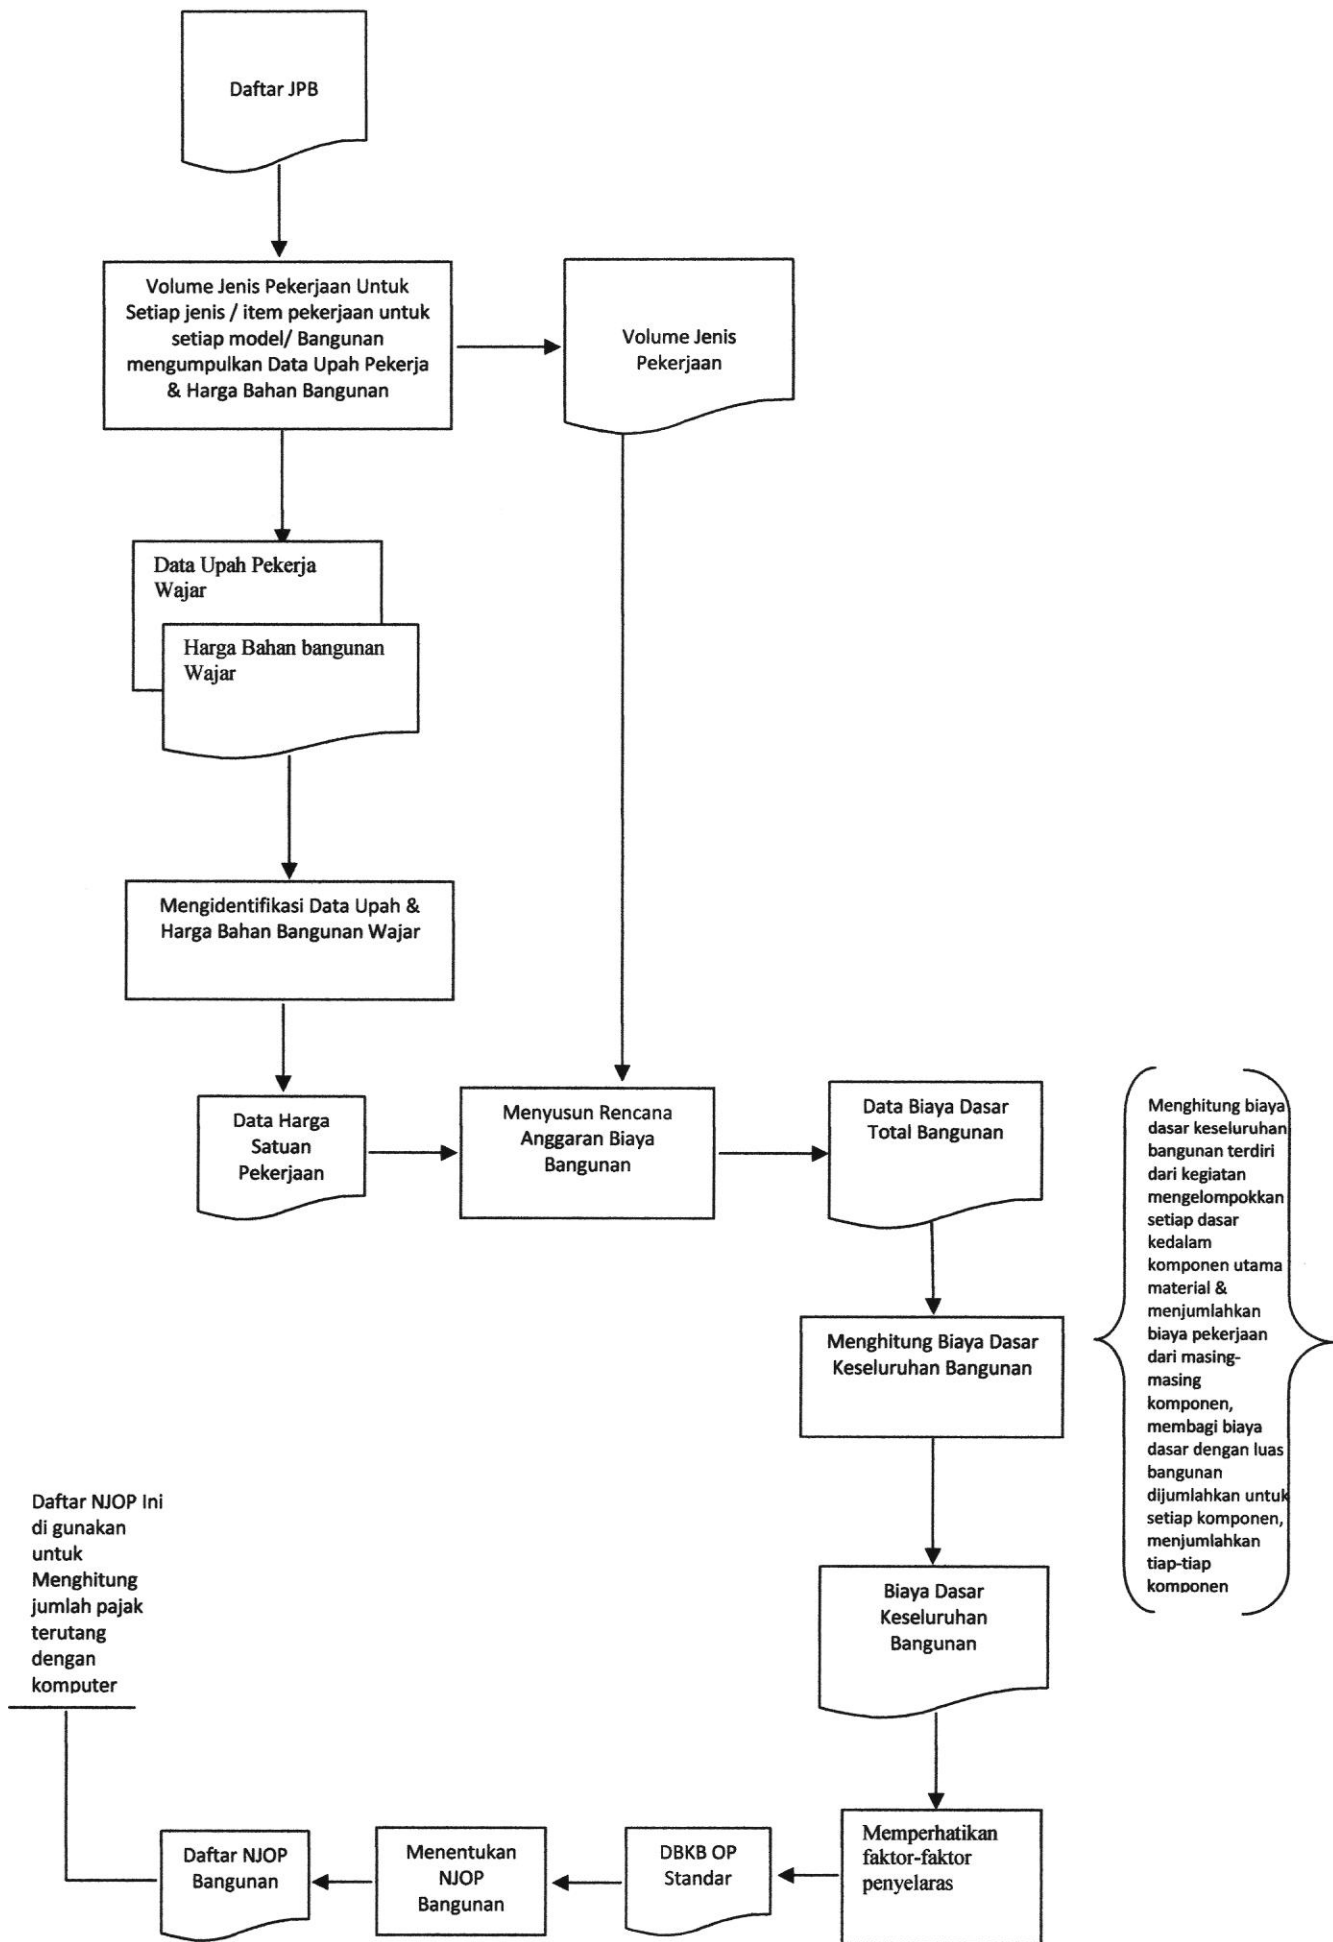 Daftar JPB
Volume Jenis Pekerjaan Untuk
Setiap jenis / item pekerjaan untuk
setiap model/ Bangunan
mengumpulkan Data Upah Pekerja
& Harga Bahan Bangunan
Volume Jenis
Pekerjaan
Data Upah Pekerja
Wajar
Harga Bahan bangunan
Wajar
Mengidentifikasi Data Upah &
Harga Bahan Bangunan Wajar
Data Harga
Satuan
Pekerjaan
Menyusun Rencana
Anggaran Biaya
Bangunan
Data Biaya Dasar
Total Bangunan
Menghitung biaya
dasar keseluruhan
bangunan terdiri
dari kegiatan
mengelompokkan
setiap dasar
kedalam
komponen utama
material &
menjumlahkan
biaya pekerjaan
dari masing-
masing
komponen,
membagi biaya
dasar dengan luas
bangunan
dijumlahkan untuk
setiap komponen,
menjumlahkan
tiap-tiap
komponen
Menghitung Biaya Dasar
Keseluruhan Bangunan
Biaya Dasar
Keseluruhan
Bangunan
Memperhatikan
faktor-faktor
penyelaras
DBKB OP
Standar
Menentukan
NJOP
Bangunan
Daftar NJOP
Bangunan
Daftar NJOP Ini
di gunakan
untuk
Menghitung
jumlah pajak
terutang
dengan
komputer